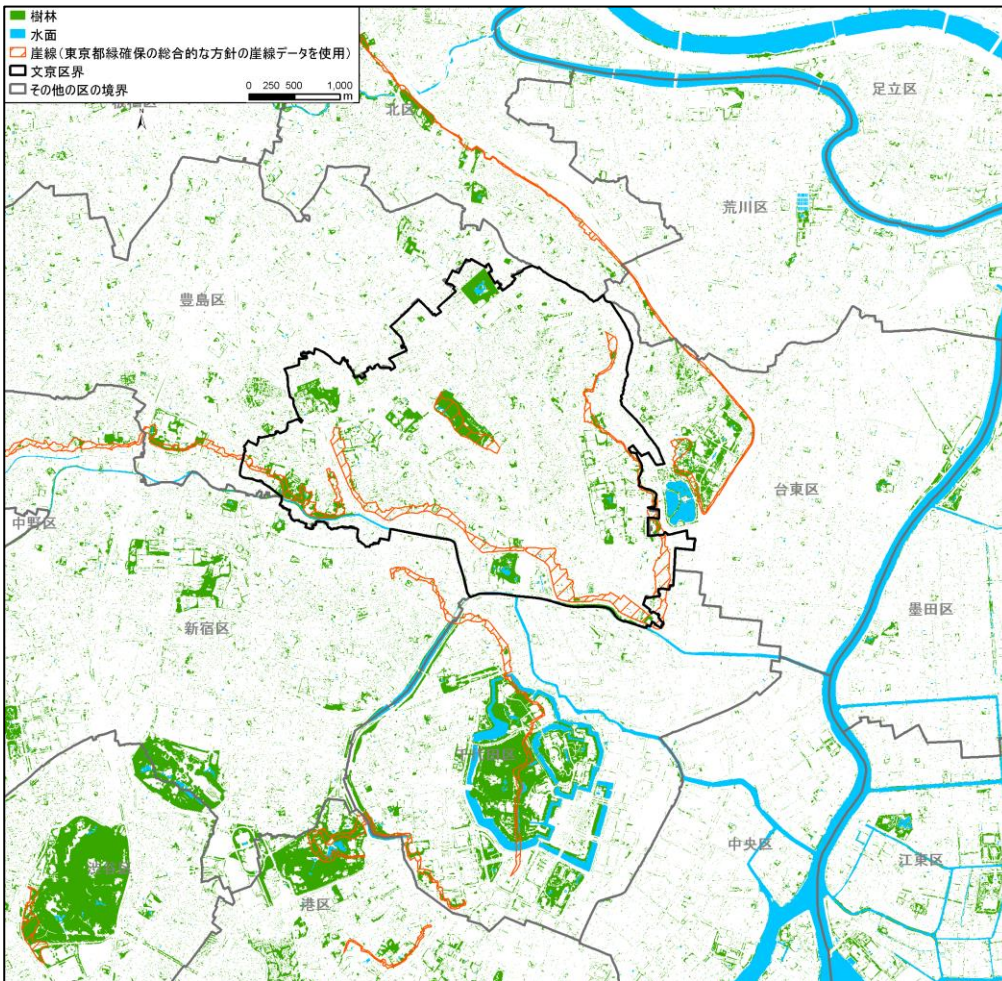 樹林
水面
崖線(東京都緑確保の総合的な方針の崖線データを使用)
文京区界
その他の区の境界
0 250 500 1,000
m
N
北区
足立区
荒川区
豊島区
台東区
中野区
新宿区
墨田区
中央区
江東区
港区